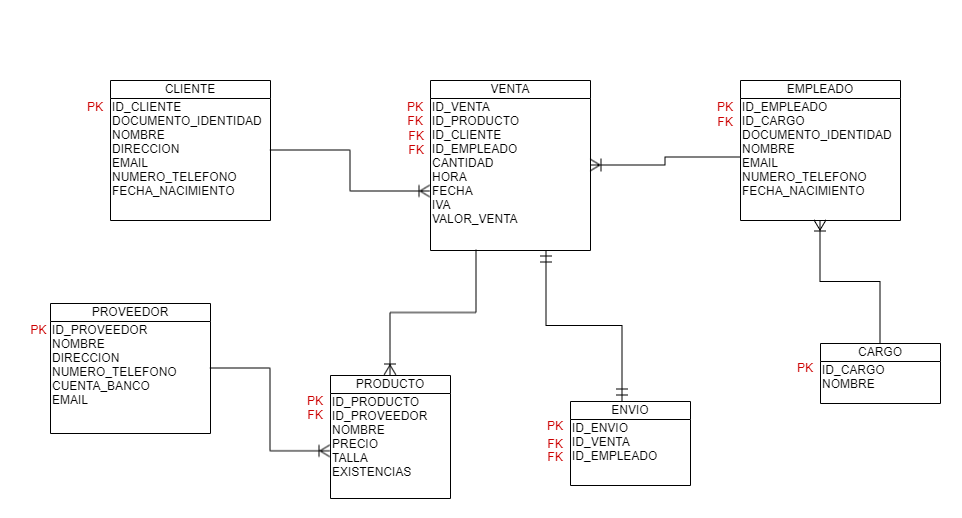 CLIENTE
PK ID_CLIENTE
DOCUMENTO_IDENTIDAD
NOMBRE
DIRECCION
EMAIL
NUMERO_TELEFONO
FECHA_NACIMIENTO
VENTA
PK ID_VENTA
FK ID_PRODUCTO
FK ID_CLIENTE
FK ID_EMPLEADO
CANTIDAD
HORA
FECHA
IVA
VALOR_VENTA
EMPLEADO
PK ID_EMPLEADO
FK ID_CARGO
DOCUMENTO_IDENTIDAD
NOMBRE
EMAIL
NUMERO_TELEFONO
FECHA_NACIMIENTO
PROVEEDOR
PK ID_PROVEEDOR
NOMBRE
DIRECCION
NUMERO_TELEFONO
CUENTA_BANCO
EMAIL
PRODUCTO
PK ID_PRODUCTO
FK ID_PROVEEDOR
NOMBRE
PRECIO
TALLA
EXISTENCIAS
ENVIO
PK ID_ENVIO
FK ID_VENTA
FK ID_EMPLEADO
CARGO
PK ID_CARGO
NOMBRE